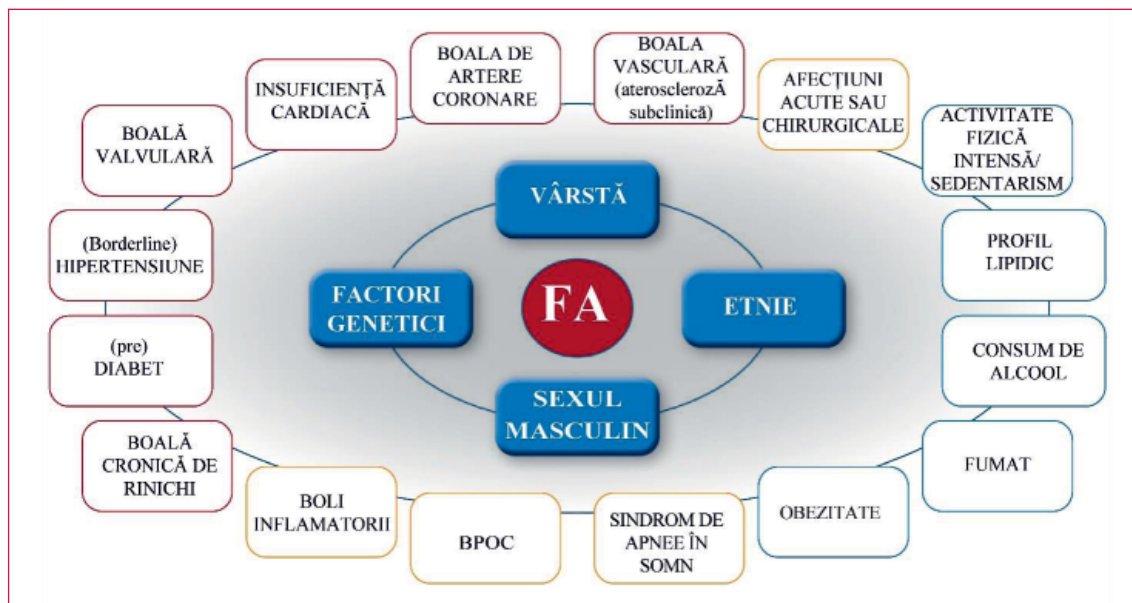 BOALA DE
ARTERE
CORONARE
BOALA
VASCULARĂ
(ateroscleroză
subclinică)
AFECȚIUNI
ACUTE SAU
CHIRURGICALE
ACTIVITATE
FIZICĂ
INTENSĂ/
SEDENTARISM
PROFIL
LIPIDIC
CONSUM DE
ALCOOL
FUMAT
OBEZITATE
SINDROM DE
APNEE ÎN
SOMN
BPOC
BOLI
INFLAMATORII
BOALĂ
CRONICĂ DE
RINICHI
(pre)
DIABET
(Borderline)
HIPERTENSIUNE
BOALĂ
VALVULARĂ
INSUFICIENȚĂ
CARDIACĂ
VÂRSTĂ
ETNIE
SEXUL
MASCULIN
FACTORI
GENETICI
FA